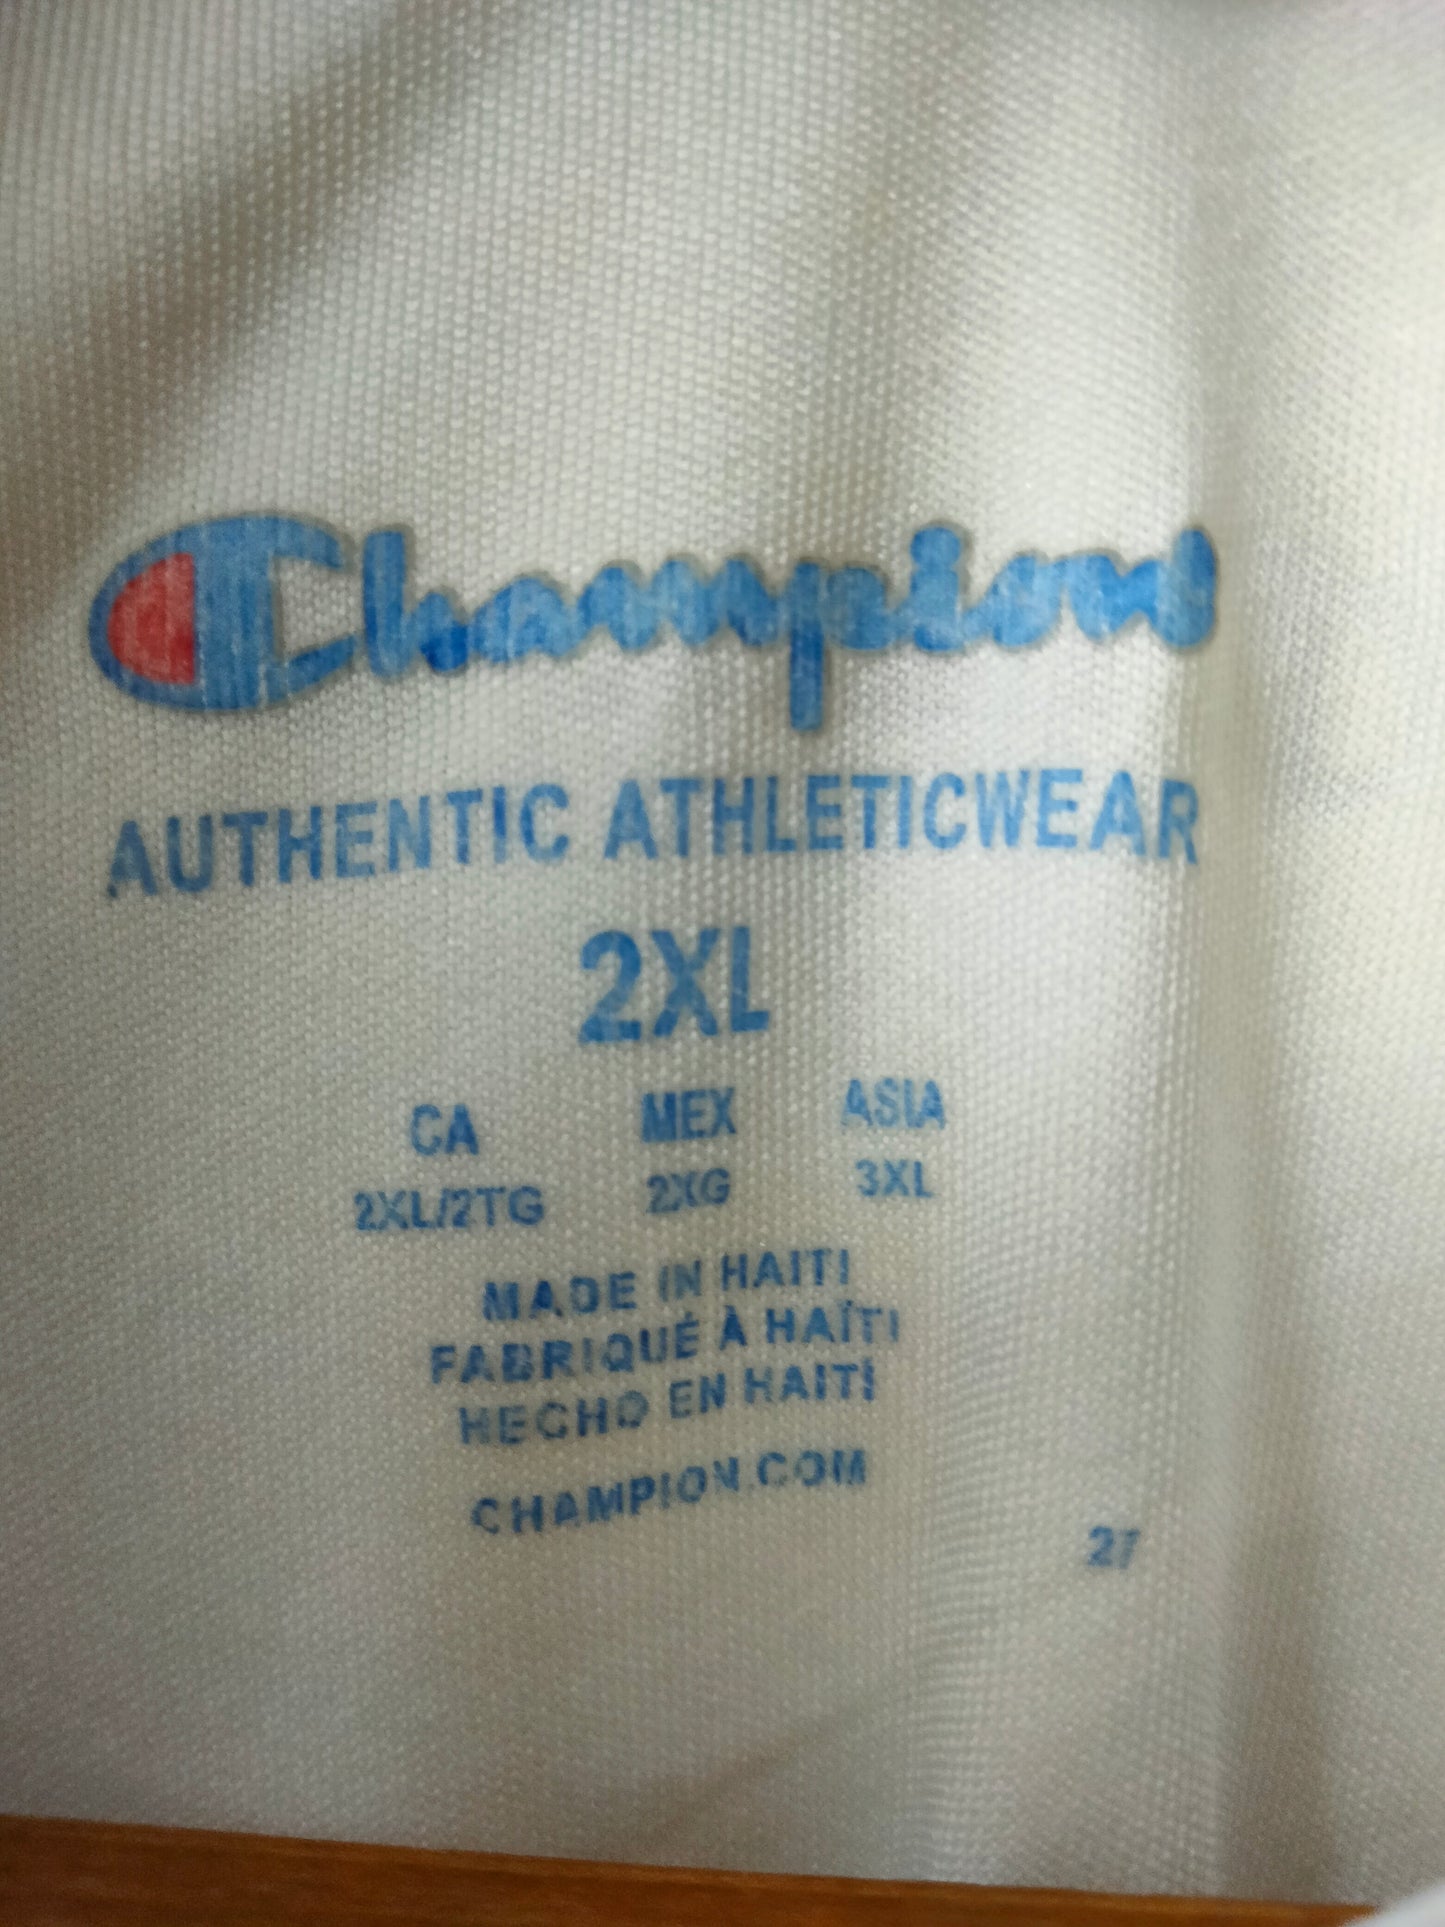 Champion
AUTHENTIC ATHLETICWEAR
2XL
CA MEX ASIA
2XL/2TG 2XG 3XL
MADE IN HAITI
FABRIQUÉ À HAÏTI
HECHO EN HAITÍ
CHAMPION.COM